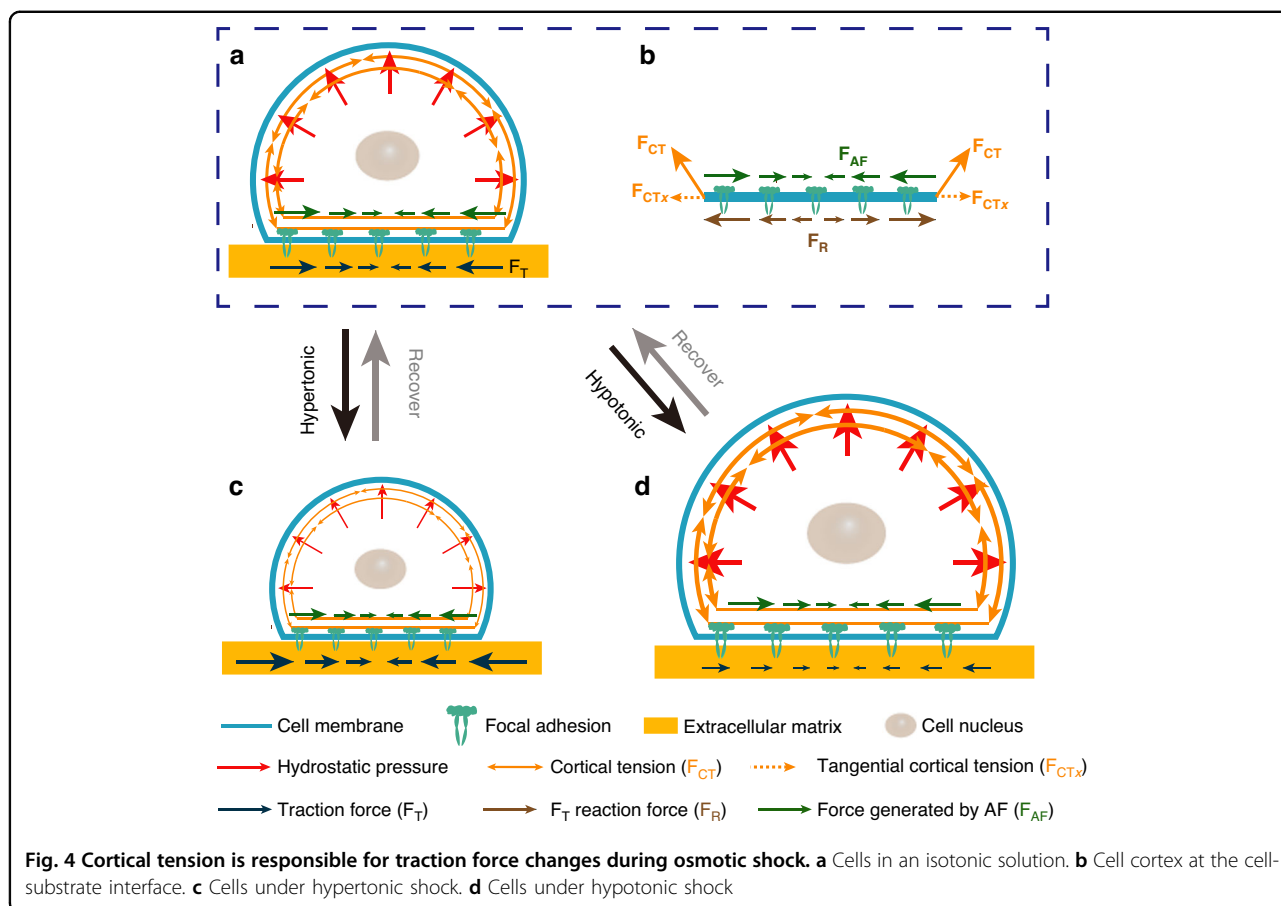 a
b
F_CT
F_AF
F_CT
F_CTx
F_CTx
F_R
F_T
Hypertonic
Recover
Hypotonic
Recover
c
d
Cell membrane
Focal adhesion
Extracellular matrix
Cell nucleus
Hydrostatic pressure
Cortical tension (F_CT)
Tangential cortical tension (F_CTx)
Traction force (F_T)
F_T reaction force (F_R)
Force generated by AF (F_AF)
Fig. 4 Cortical tension is responsible for traction force changes during osmotic shock. a Cells in an isotonic solution. b Cell cortex at the cell-
substrate interface. c Cells under hypertonic shock. d Cells under hypotonic shock